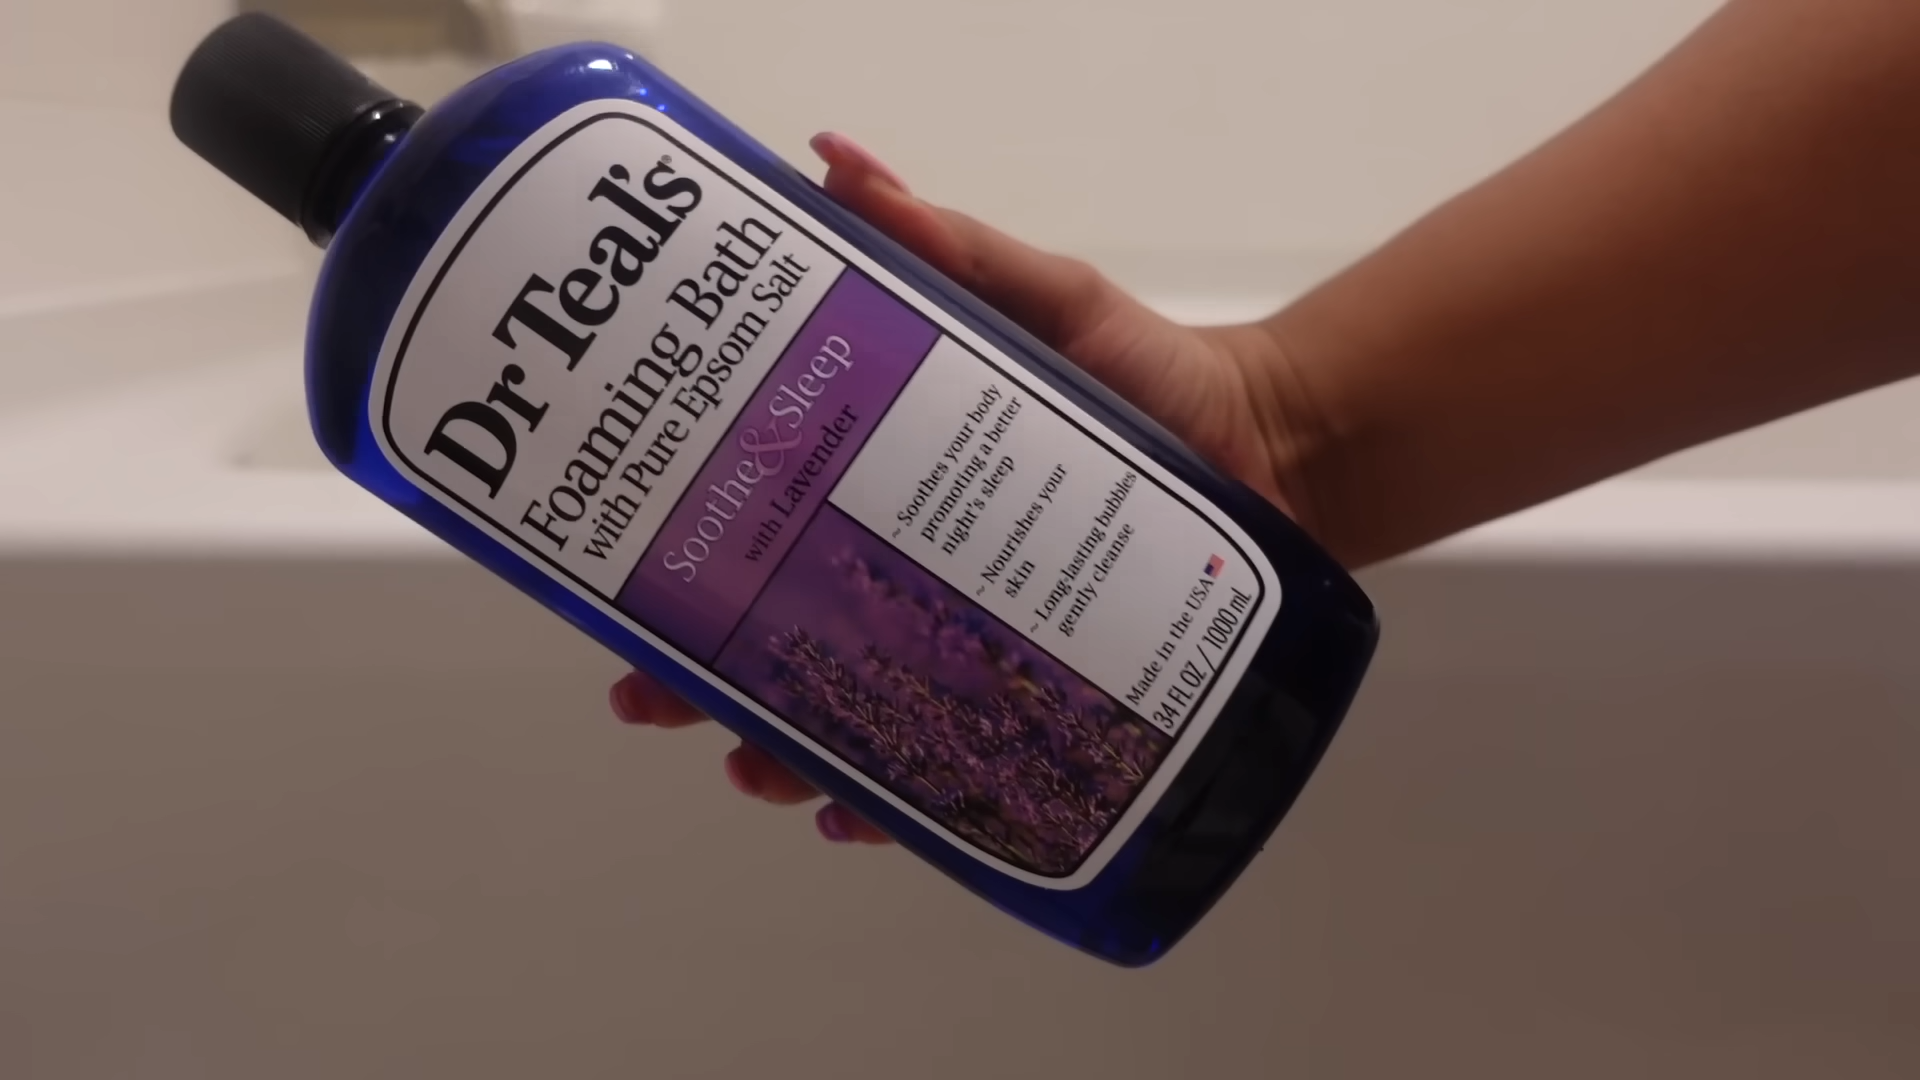 Dr Teal's®
Foaming Bath
with Pure Epsom Salt
Soothe & Sleep
with Lavender
~ Soothes your body
promoting a better
night's sleep
~ Nourishes your
skin
~ Long-lasting bubbles
gently cleanse
Made in the USA
34 FL OZ / 1000 mL